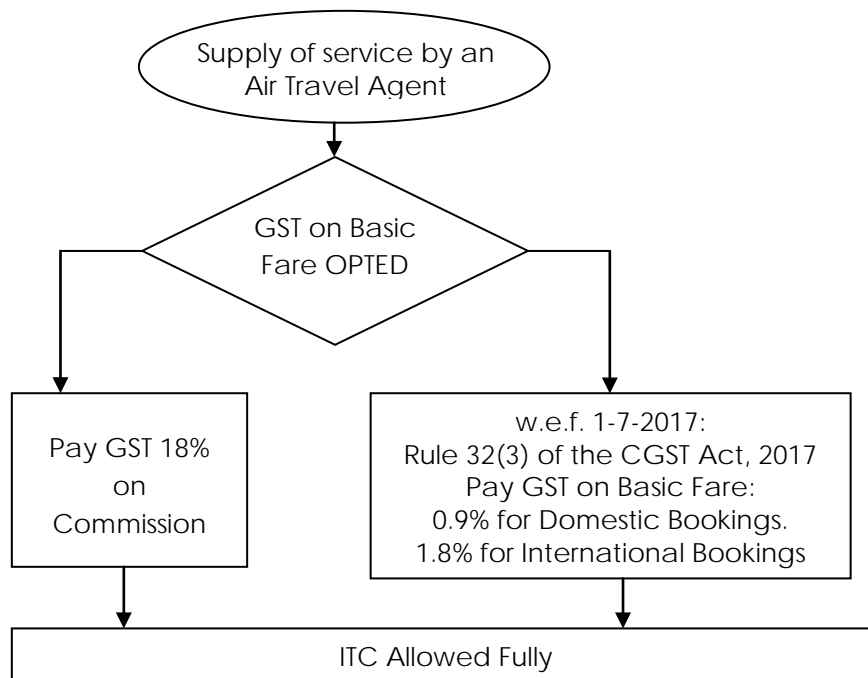 Supply of service by an
Air Travel Agent
GST on Basic
Fare OPTED
Pay GST 18%
on
Commission
w.e.f. 1-7-2017:
Rule 32(3) of the CGST Act, 2017
Pay GST on Basic Fare:
0.9% for Domestic Bookings.
1.8% for International Bookings
ITC Allowed Fully